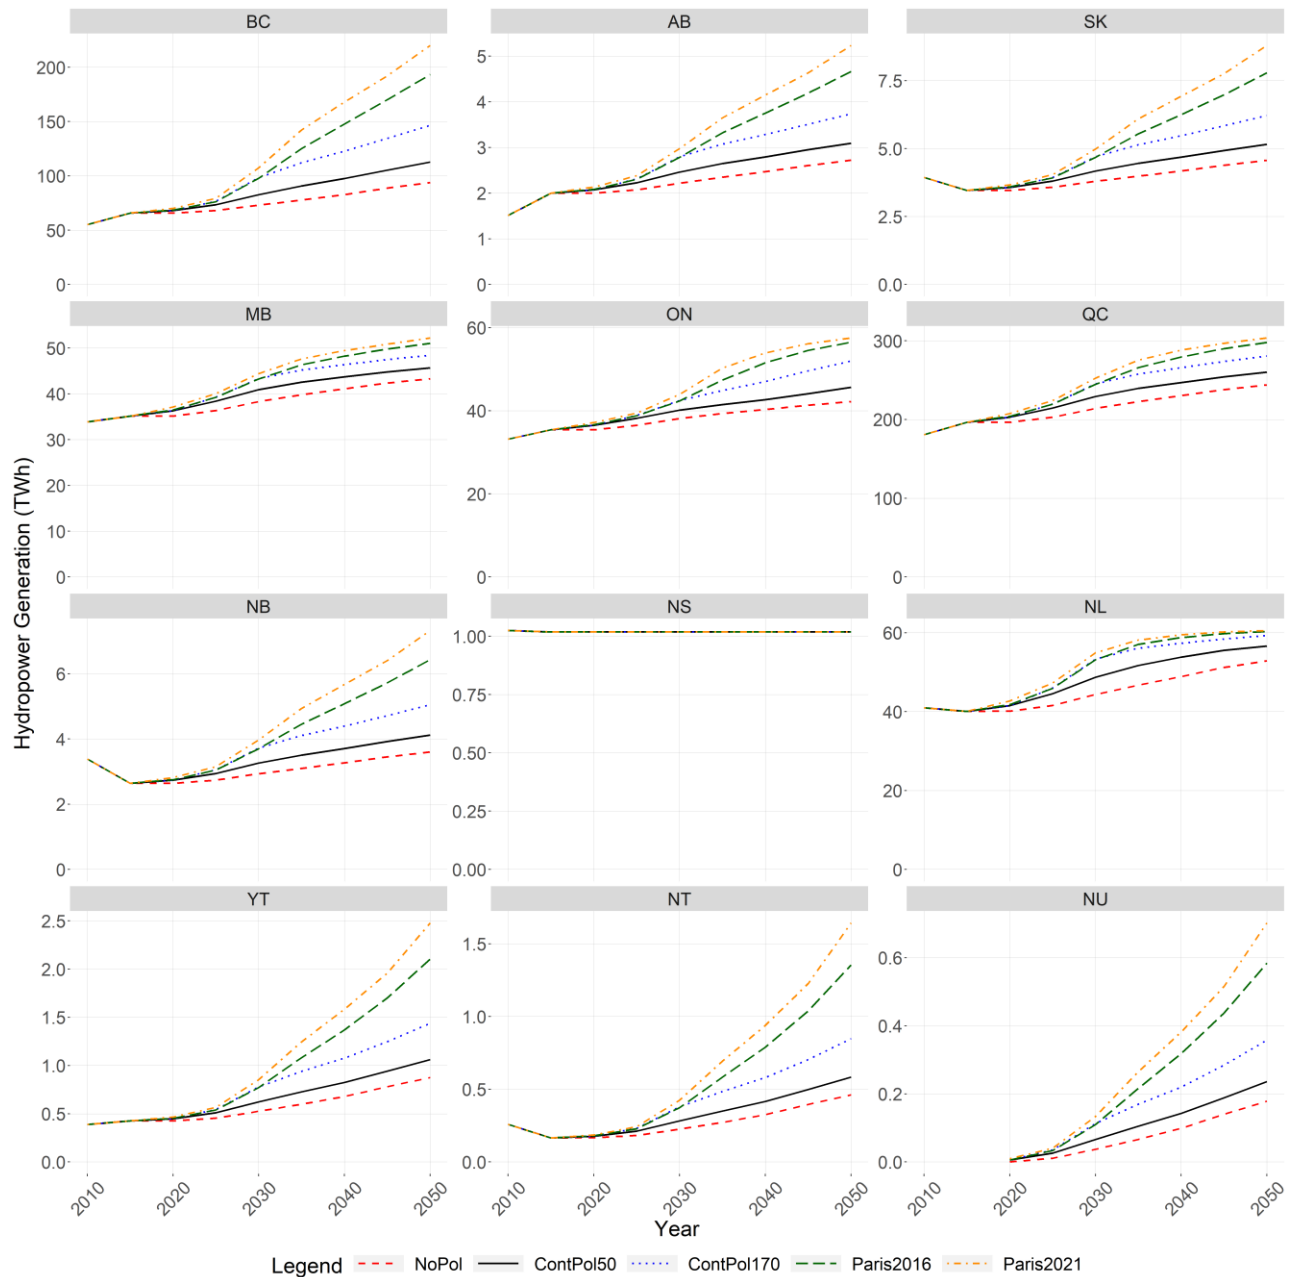 BC AB SK
200 5 7.5
150 4 5.0
100 3 2.5
50 2 0.0
0 1
0
MB ON QC
50 60 300
40 40 200
30 20 100
20 0 0
10
0
NB NS NL
6 1.00 60
4 0.75 40
2 0.50 20
0 0.25 0
0.00
YT NT NU
2.5 1.5 0.6
2.0 1.0 0.4
1.5 0.5 0.2
1.0 0.0 0.0
0.5
0.0
Hydropower Generation (TWh)
2010 2020 2030 2040 2050 2010 2020 2030 2040 2050 2010 2020 2030 2040 2050
Year
Legend NoPol ContPol50 ContPol170 Paris2016 Paris2021